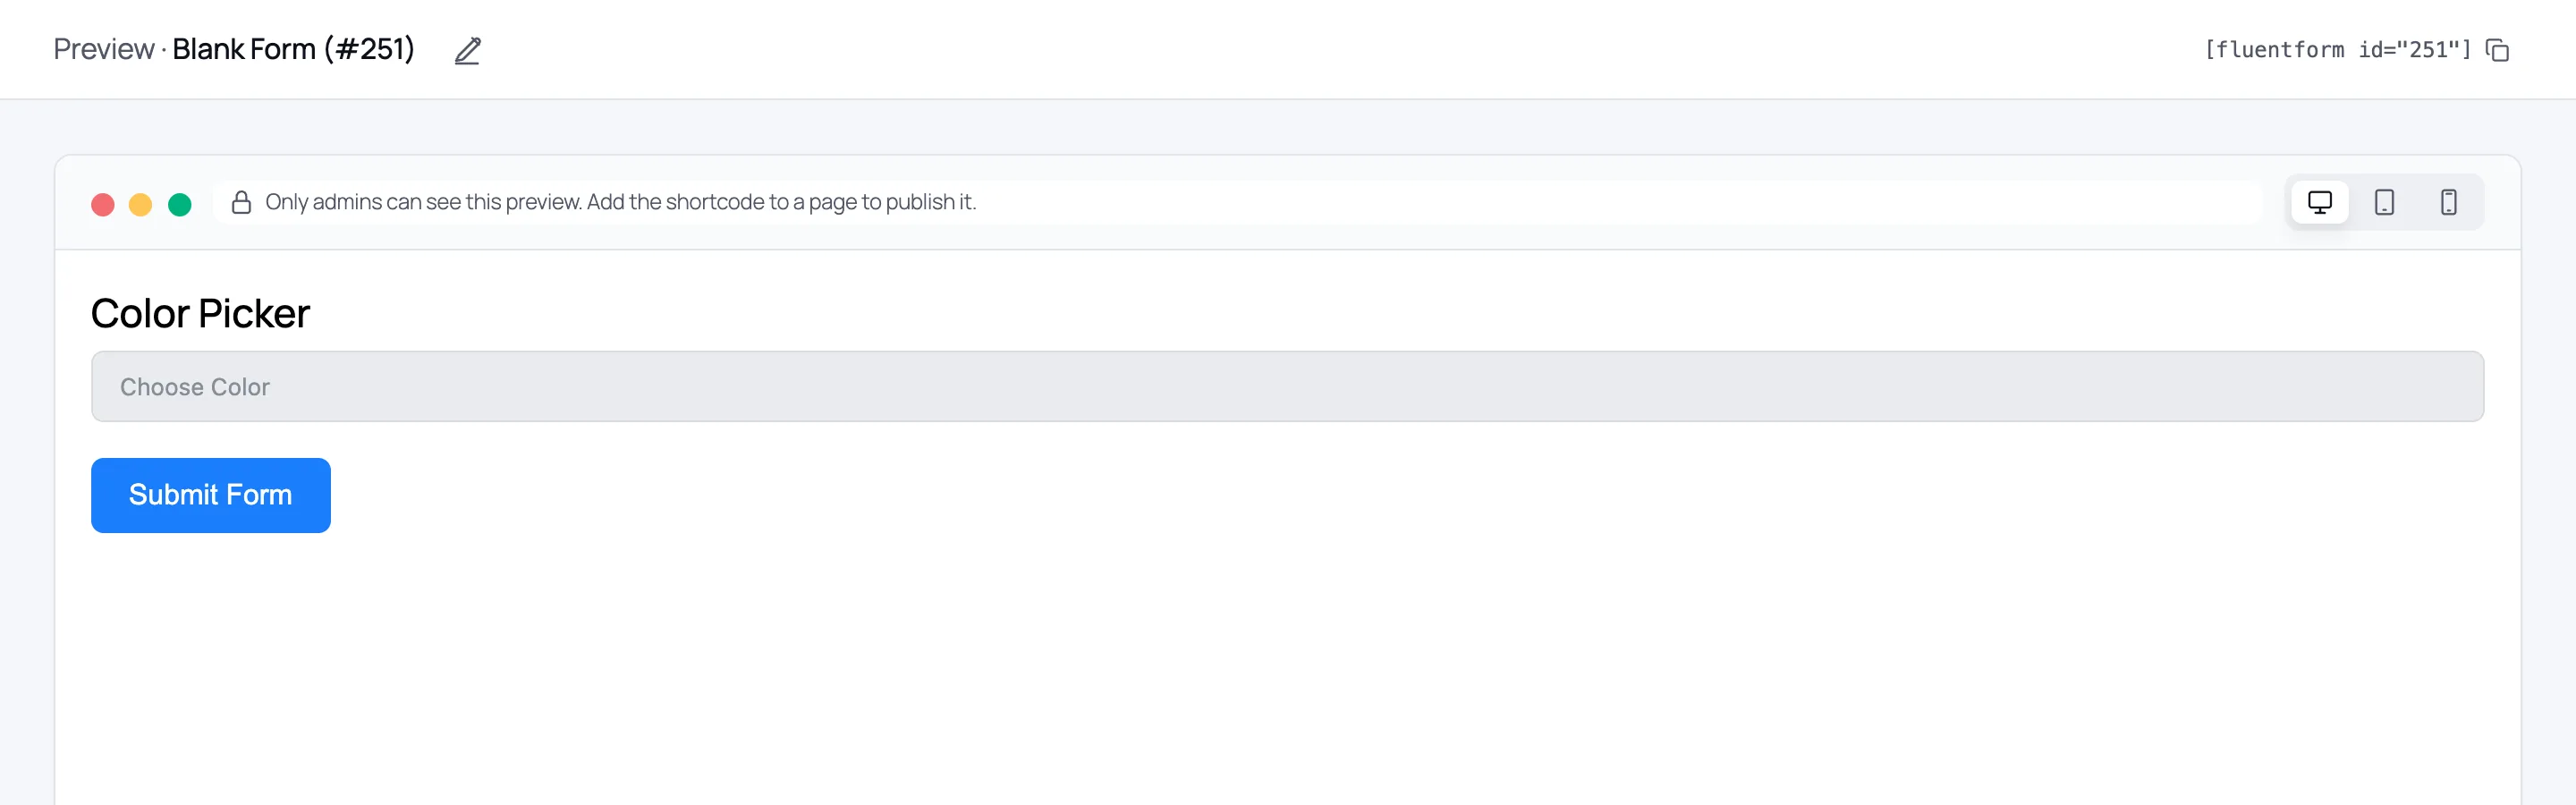 Preview · Blank Form (#251)
[fluentform id="251"]
Only admins can see this preview. Add the shortcode to a page to publish it.
Color Picker
Choose Color
Submit Form